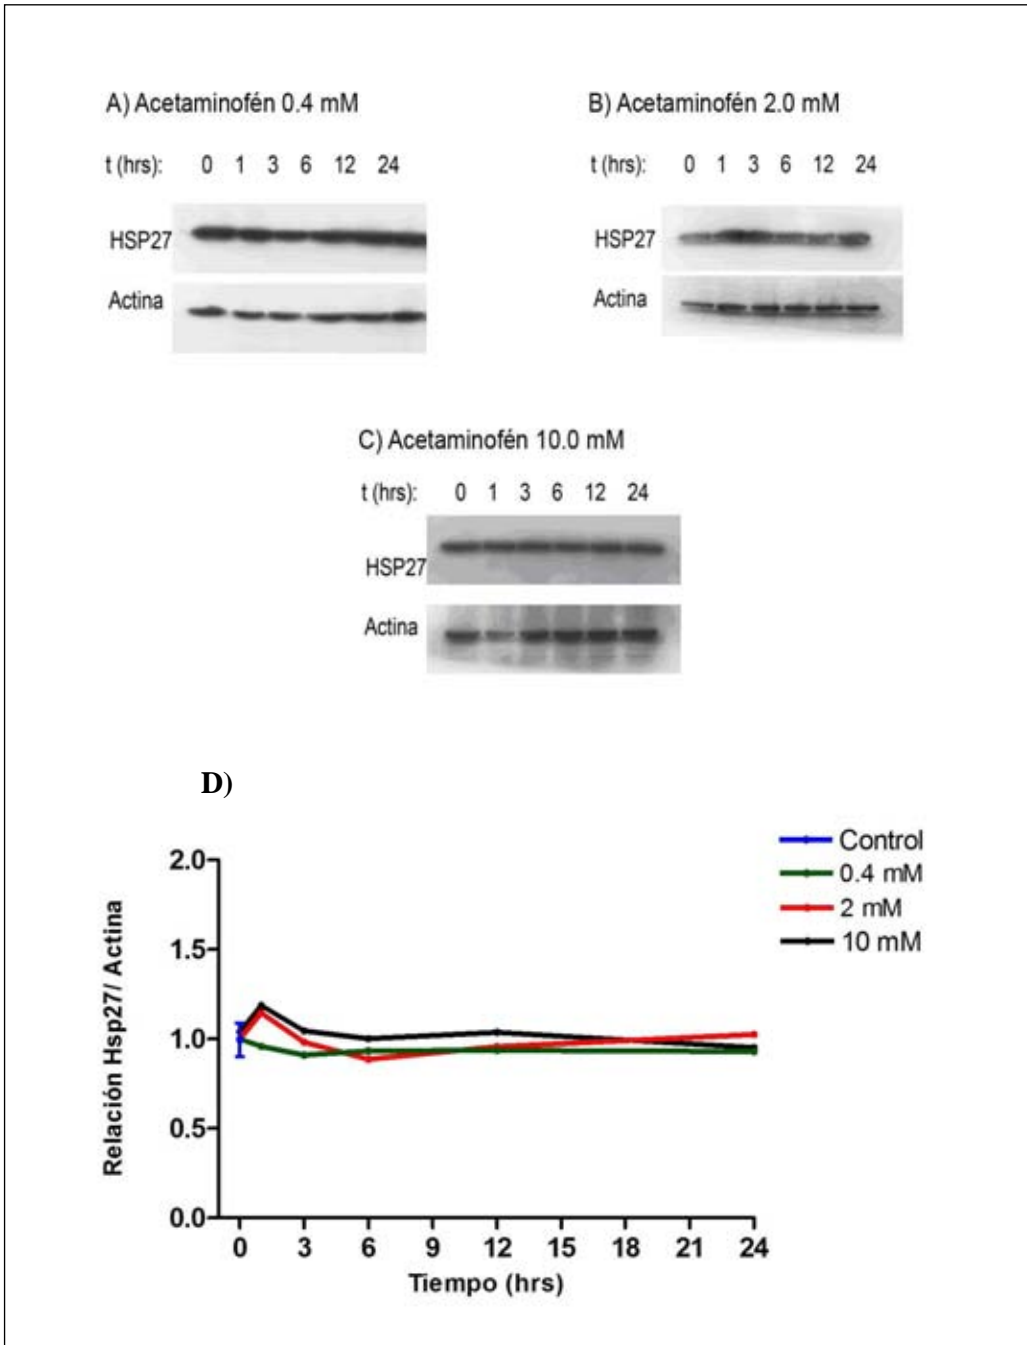 A) Acetaminofén 0.4 mM
t (hrs): 0 1 3 6 12 24
HSP27
Actina
B) Acetaminofén 2.0 mM
t (hrs): 0 1 3 6 12 24
HSP27
Actina
C) Acetaminofén 10.0 mM
t (hrs): 0 1 3 6 12 24
HSP27
Actina
D)
Control
0.4 mM
2 mM
10 mM
Relación Hsp27/ Actina
2.0
1.5
1.0
0.5
0.0
0 3 6 9 12 15 18 21 24
Tiempo (hrs)